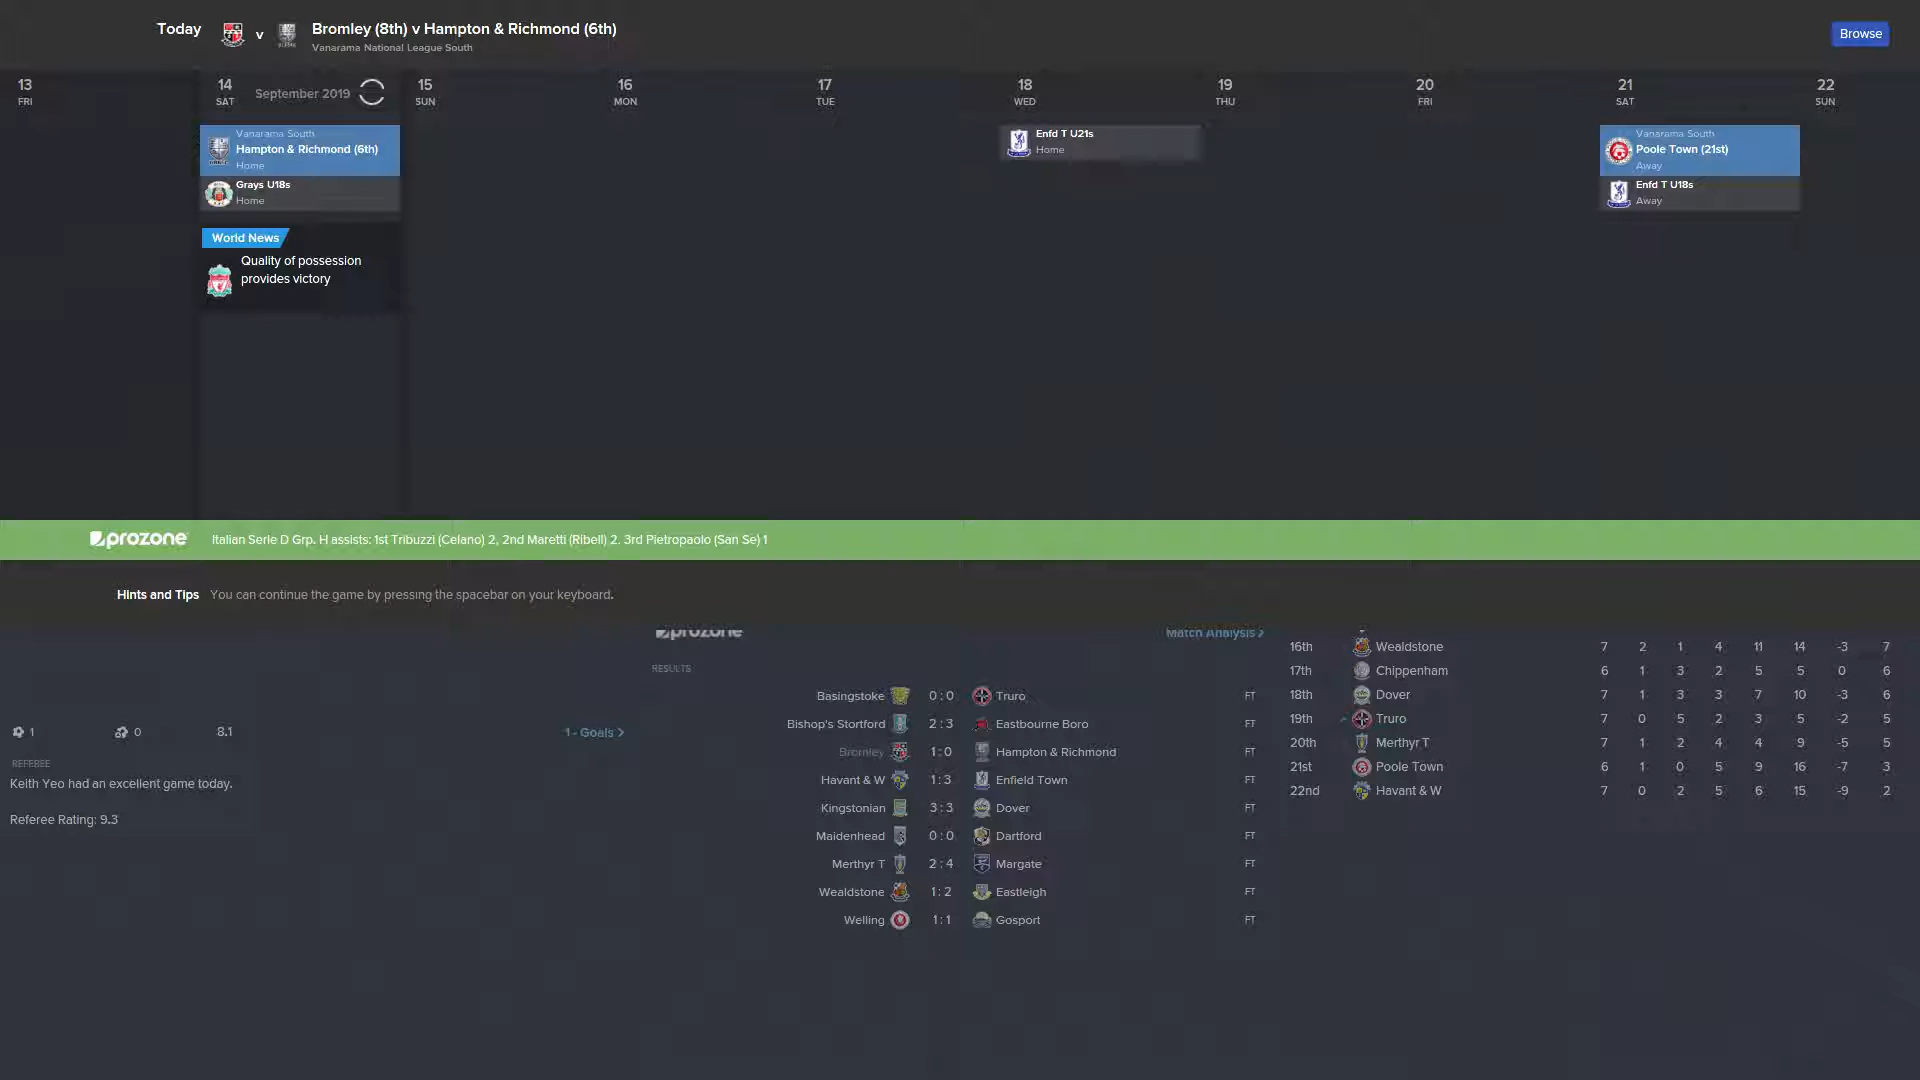 Today
v
Bromley (8th) v Hampton & Richmond (6th)
Vanarama National League South
Browse
13
FRI
14
SAT
September 2019
15
SUN
16
MON
17
TUE
18
WED
19
THU
20
FRI
21
SAT
22
SUN
Vanarama South
Hampton & Richmond (6th)
Home
Grays U18s
Home
Enfd T U21s
Home
Vanarama South
Poole Town (21st)
Away
Enfd T U18s
Away
World News
Quality of possession
provides victory
prozone
Italian Serie D Grp. H assists: 1st Tribuzzi (Celano) 2, 2nd Maretti (Ribell) 2. 3rd Pietropaolo (San Se) 1
Hints and Tips You can continue the game by pressing the spacebar on your keyboard.
1 0 8.1
1 - Goals >
REFEREE
Keith Yeo had an excellent game today.
Referee Rating: 9.3
prozone
Match Analysis >
RESULTS
Basingstoke 0 : 0 Truro FT
Bishop's Stortford 2 : 3 Eastbourne Boro FT
Bromley 1 : 0 Hampton & Richmond FT
Havant & W 1 : 3 Enfield Town FT
Kingstonian 3 : 3 Dover FT
Maidenhead 0 : 0 Dartford FT
Merthyr T 2 : 4 Margate FT
Wealdstone 1 : 2 Eastleigh FT
Welling 1 : 1 Gosport FT
16th Wealdstone 7 2 1 4 11 14 -3 7
17th Chippenham 6 1 3 2 5 5 0 6
18th Dover 7 1 3 3 7 10 -3 6
19th Truro 7 0 5 2 3 5 -2 5
20th Merthyr T 7 1 2 4 4 9 -5 5
21st Poole Town 6 1 0 5 9 16 -7 3
22nd Havant & W 7 0 2 5 6 15 -9 2